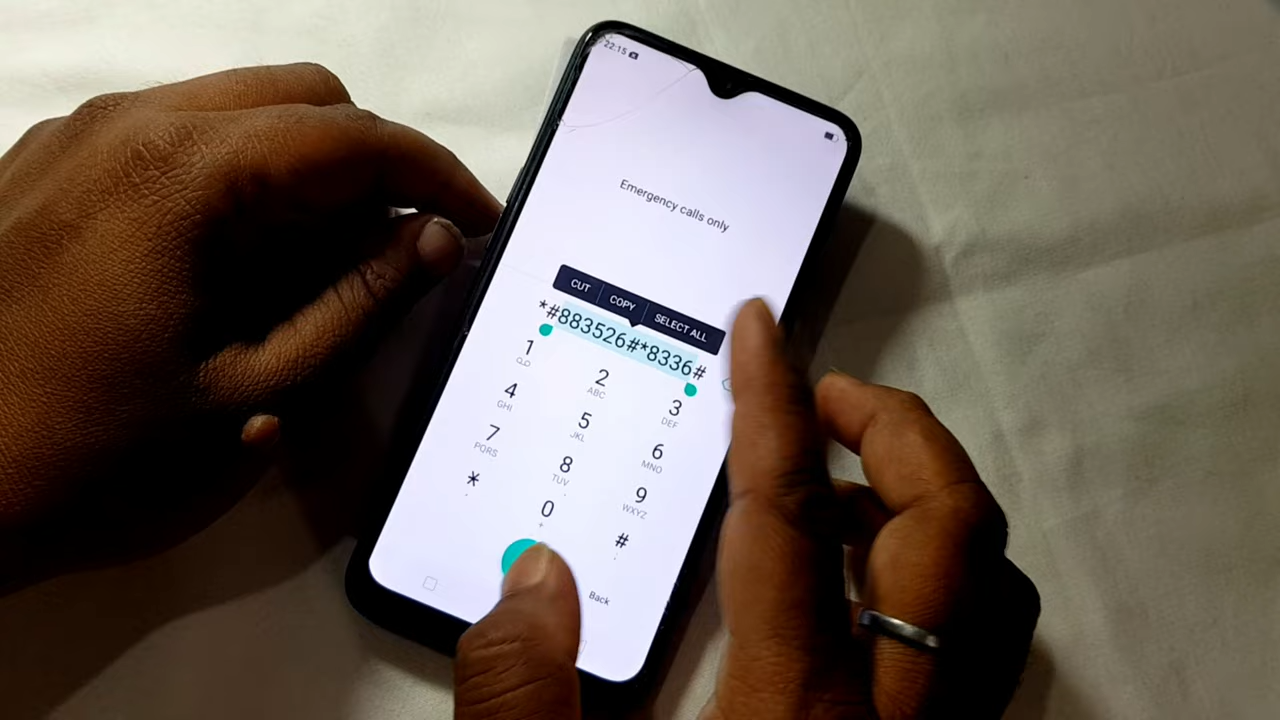 22:15
Emergency calls only
CUT COPY SELECT ALL
*#883526#*8336#
1
2
ABC
3
DEF
4
GHI
5
JKL
6
MNO
7
PQRS
8
TUV
9
WXYZ
*
0
+
#
Back